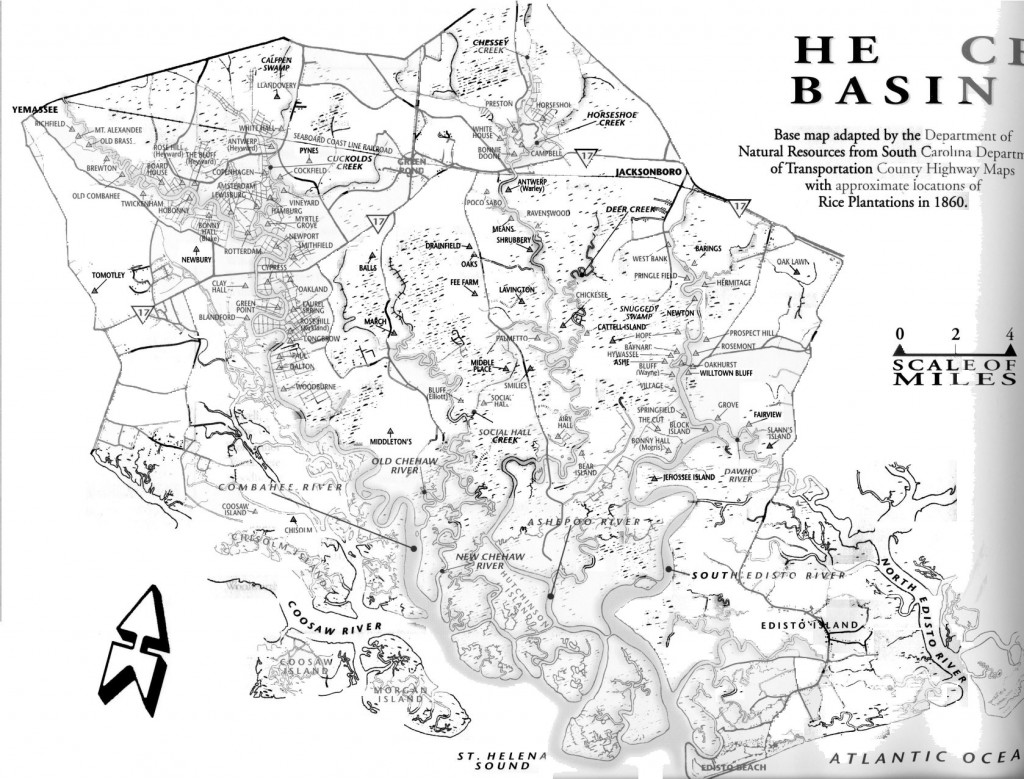 HE CE
BASIN
Base map adapted by the Department of
Natural Resources from South Carolina Departm
of Transportation County Highway Maps
with approximate locations of
Rice Plantations in 1860.
0 2 4
SCALE OF
MILES
CHESSEY
CREEK
CALFPEN
SWAMP
LLANDOVERY
YEMASSEE
RICHFIELD
MT. ALEXANDEE
OLD BRASS
BREWTON
ROSE HILL
(Heyward)
BOARD
HOUSE
THE BLUFF
(Heyward)
WHITE HALL
ANTWERP
(Heyward)
SEABOARD COAST LINE RAILROAD
PYNES
CUCKOLDS
CREEK
COCKFIELD
COPENHAGEN
GREEN
POND
PRESTON
HORSESHOE
HORSESHOE
CREEK
WHITE
HOUSE
BONNIE
DOONE
CAMPBELL
17
JACKSONBORO
17
OLD COMBAHEE
TWICKENHAM
HOBONNY
AMSTERDAM
LEWISBURG
VINEYARD
HAMBURG
MYRTLE
GROVE
BONNY
HALL
(Blake)
NEWPORT
SMITHFIELD
ROTTERDAM
NEWBURY
CYPRESS
17
ANTWERP
(Warley)
POCO SABO
RAVENSWOOD
MEANS
SHRUBBERY
DEER CREEK
DRAINFIELD
OAKS
BALLS
FEE FARM
LAVINGTON
WEST BANK
BARINGS
PRINGLE FIELD
OAK LAWN
HERMITAGE
TOMOTLEY
CLAY
HALL
OAKLAND
17
GREEN
POINT
BLANDFORD
LAUREL
SPRING
ROSE HILL
(Kirkland)
LONGBROW
MARCH
CHICKESEE
SNUGGEDY
SWAMP
NEWTON
CATTELL ISLAND
PALMETTO
HOPE
BAYNART
HYWASSEL
ASHE
BLUFF
(Wayne)
VILLAGE
PROSPECT HILL
ROSEMONT
OAKHURST
WILLTOWN BLUFF
PAUL
DALTON
WOODBURNE
MIDDLE
PLACE
SMILIES
BLUFF
(Elliott)
SOCIAL
HALL
SPRINGFIELD
THE CUT
BLOCK
ISLAND
GROVE
FAIRVIEW
SLANN'S
ISLAND
BONNY HALL
(Morris)
AIRY
HALL
MIDDLETON'S
SOCIAL HALL
CREEK
OLD CHEHAW
RIVER
BEAR
ISLAND
JEHOSSEE ISLAND
DAWHO
RIVER
COMBAHEE RIVER
COOSAW
ISLAND
CHISOLM
CHISOLM ISLAND
ASHEPOO RIVER
NEW CHEHAW
RIVER
HUTCHINSON
ISLAND
SOUTH EDISTO RIVER
NORTH EDISTO RIVER
EDISTO ISLAND
COOSAW RIVER
COOSAW
ISLAND
MORGAN
ISLAND
ST. HELENA
SOUND
EDISTO BEACH
ATLANTIC OCEA